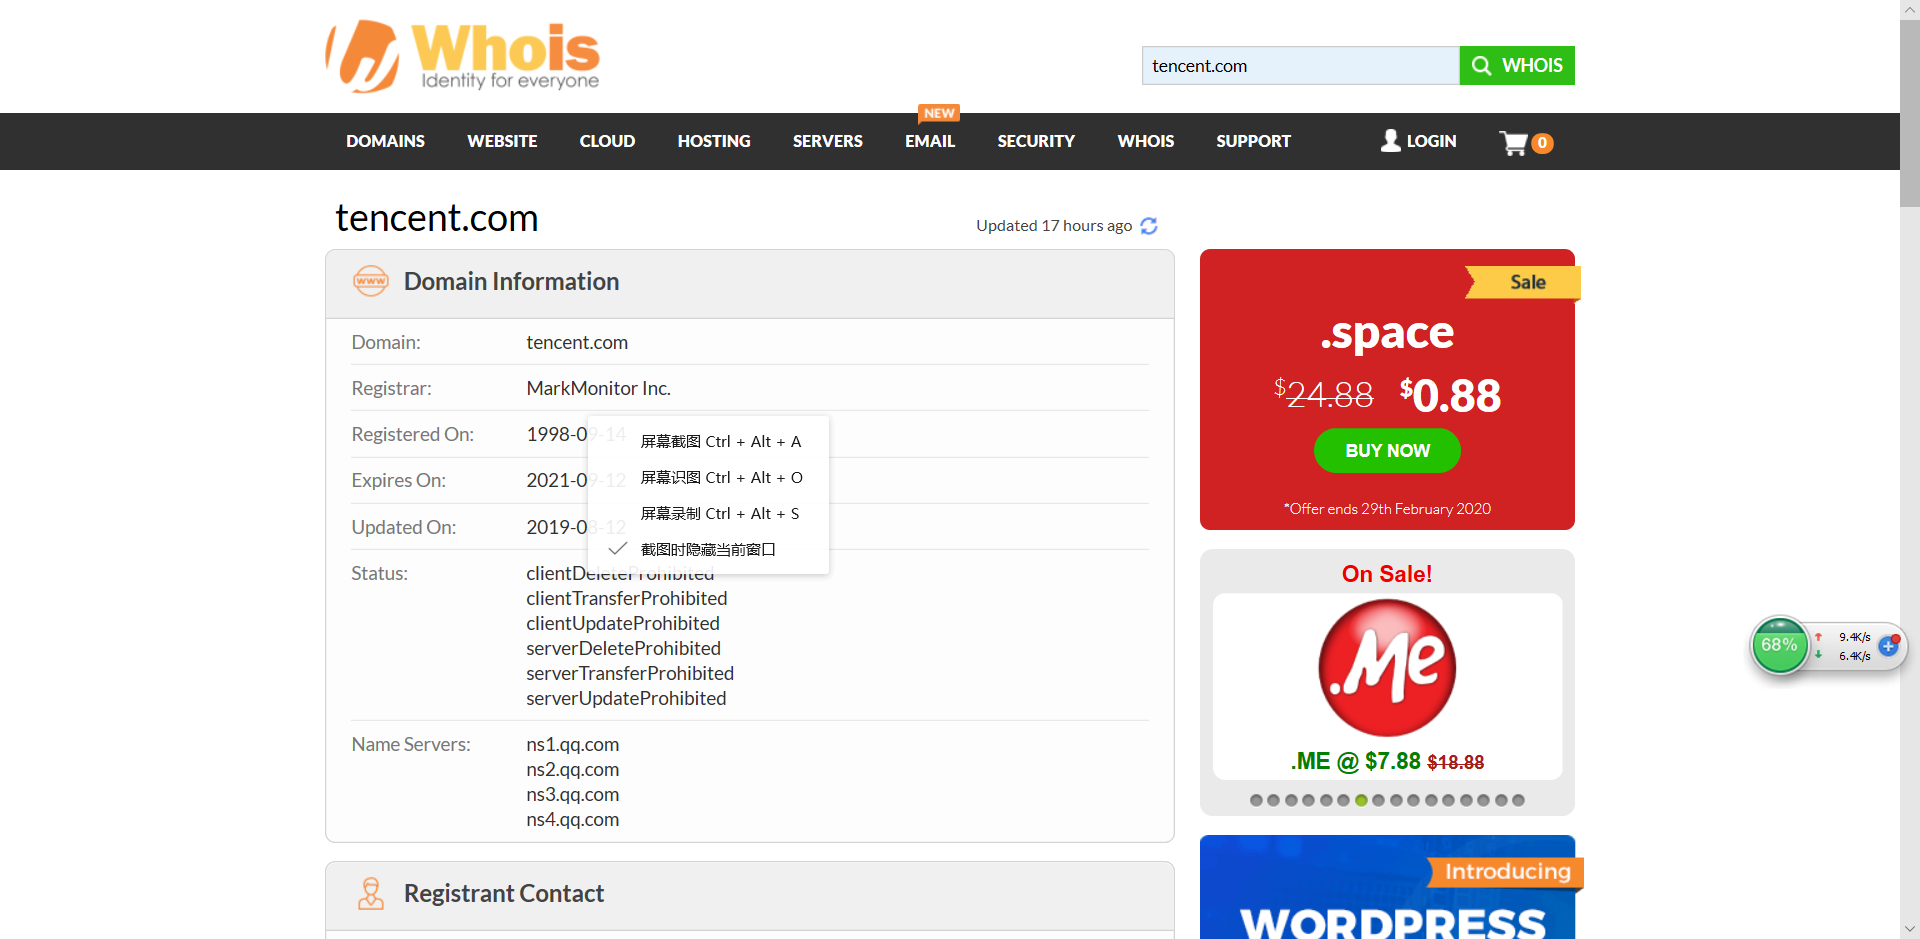 Whois
Identity for everyone
tencent.com
WHOIS
NEW
DOMAINS WEBSITE CLOUD HOSTING SERVERS EMAIL SECURITY WHOIS SUPPORT LOGIN 0
tencent.com
Updated 17 hours ago
www Domain Information
Domain: tencent.com
Registrar: MarkMonitor Inc.
Registered On: 1998-09-14
Expires On: 2021-09-12
Updated On: 2019-08-12
屏幕截图 Ctrl + Alt + A
屏幕识图 Ctrl + Alt + O
屏幕录制 Ctrl + Alt + S
截图时隐藏当前窗口
Status: clientDeleteProhibited
clientTransferProhibited
clientUpdateProhibited
serverDeleteProhibited
serverTransferProhibited
serverUpdateProhibited
Name Servers: ns1.qq.com
ns2.qq.com
ns3.qq.com
ns4.qq.com
Registrant Contact
Sale
.space
$24.88 $0.88
BUY NOW
*Offer ends 29th February 2020
On Sale!
.Me
.ME @ $7.88 $18.88
Introducing
WORDPRESS
68%
9.4K/s
6.4K/s